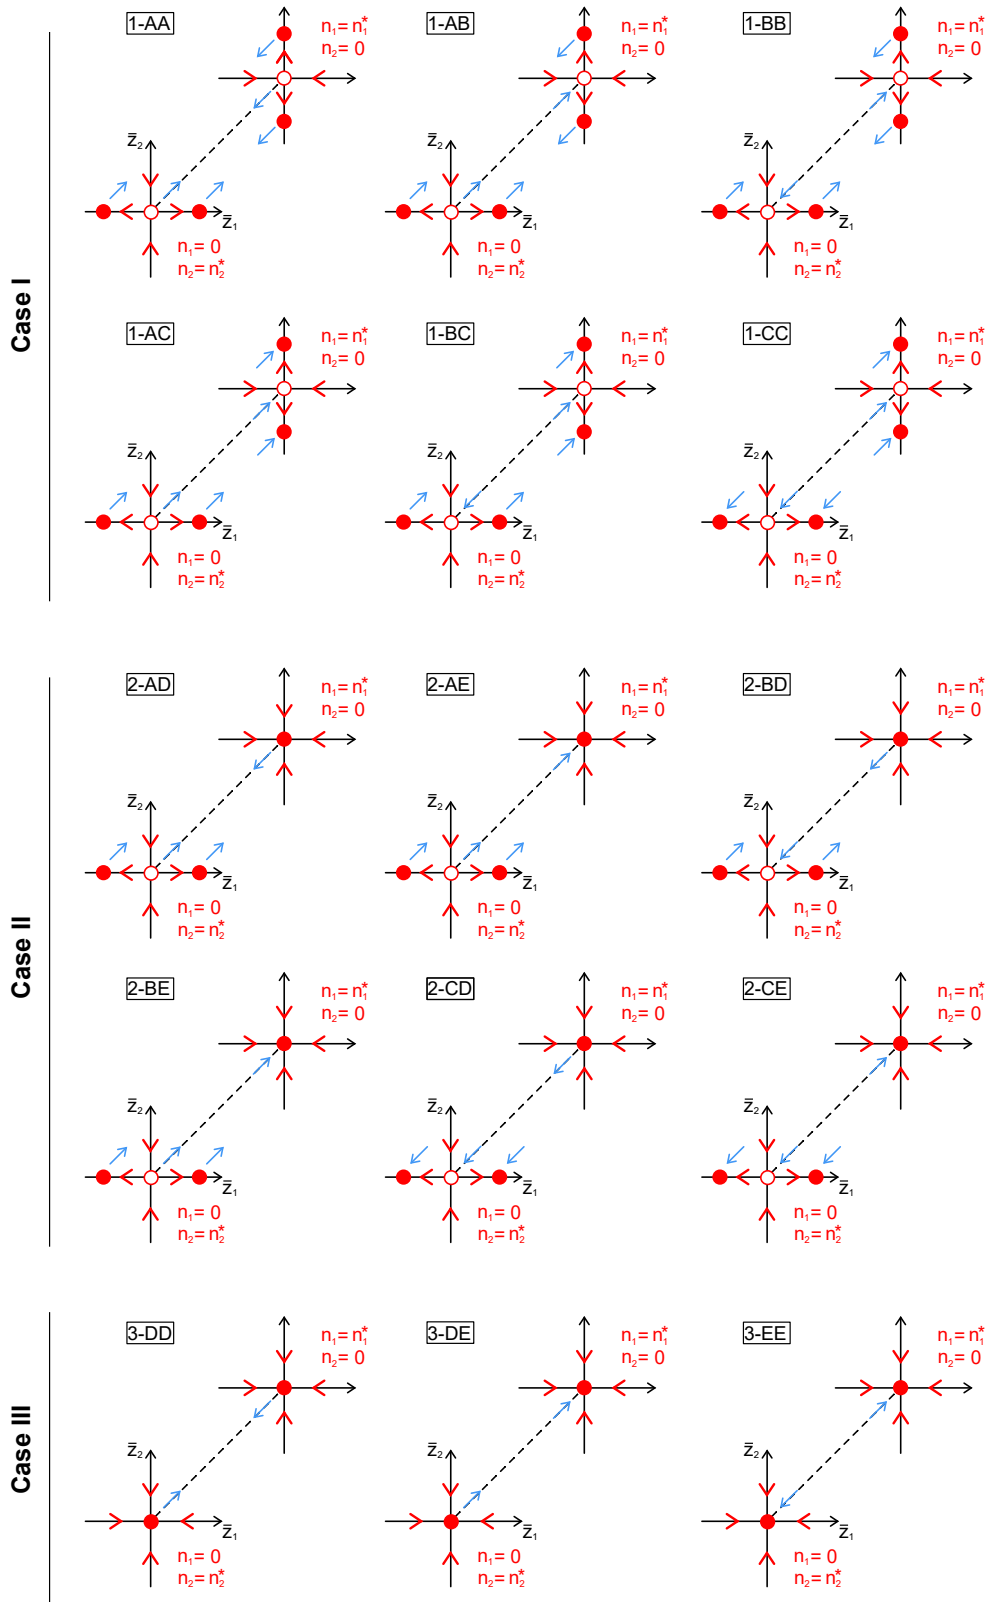 Case I
1-AA
n₁= n₁*
n₂= 0
z̄₂
z̄₁
n₁= 0
n₂= n₂*
1-AB
n₁= n₁*
n₂= 0
z̄₂
z̄₁
n₁= 0
n₂= n₂*
1-BB
n₁= n₁*
n₂= 0
z̄₂
z̄₁
n₁= 0
n₂= n₂*
1-AC
n₁= n₁*
n₂= 0
z̄₂
z̄₁
n₁= 0
n₂= n₂*
1-BC
n₁= n₁*
n₂= 0
z̄₂
z̄₁
n₁= 0
n₂= n₂*
1-CC
n₁= n₁*
n₂= 0
z̄₂
z̄₁
n₁= 0
n₂= n₂*
Case II
2-AD
n₁= n₁*
n₂= 0
z̄₂
z̄₁
n₁= 0
n₂= n₂*
2-AE
n₁= n₁*
n₂= 0
z̄₂
z̄₁
n₁= 0
n₂= n₂*
2-BD
n₁= n₁*
n₂= 0
z̄₂
z̄₁
n₁= 0
n₂= n₂*
2-BE
n₁= n₁*
n₂= 0
z̄₂
z̄₁
n₁= 0
n₂= n₂*
2-CD
n₁= n₁*
n₂= 0
z̄₂
z̄₁
n₁= 0
n₂= n₂*
2-CE
n₁= n₁*
n₂= 0
z̄₂
z̄₁
n₁= 0
n₂= n₂*
Case III
3-DD
n₁= n₁*
n₂= 0
z̄₂
z̄₁
n₁= 0
n₂= n₂*
3-DE
n₁= n₁*
n₂= 0
z̄₂
z̄₁
n₁= 0
n₂= n₂*
3-EE
n₁= n₁*
n₂= 0
z̄₂
z̄₁
n₁= 0
n₂= n₂*